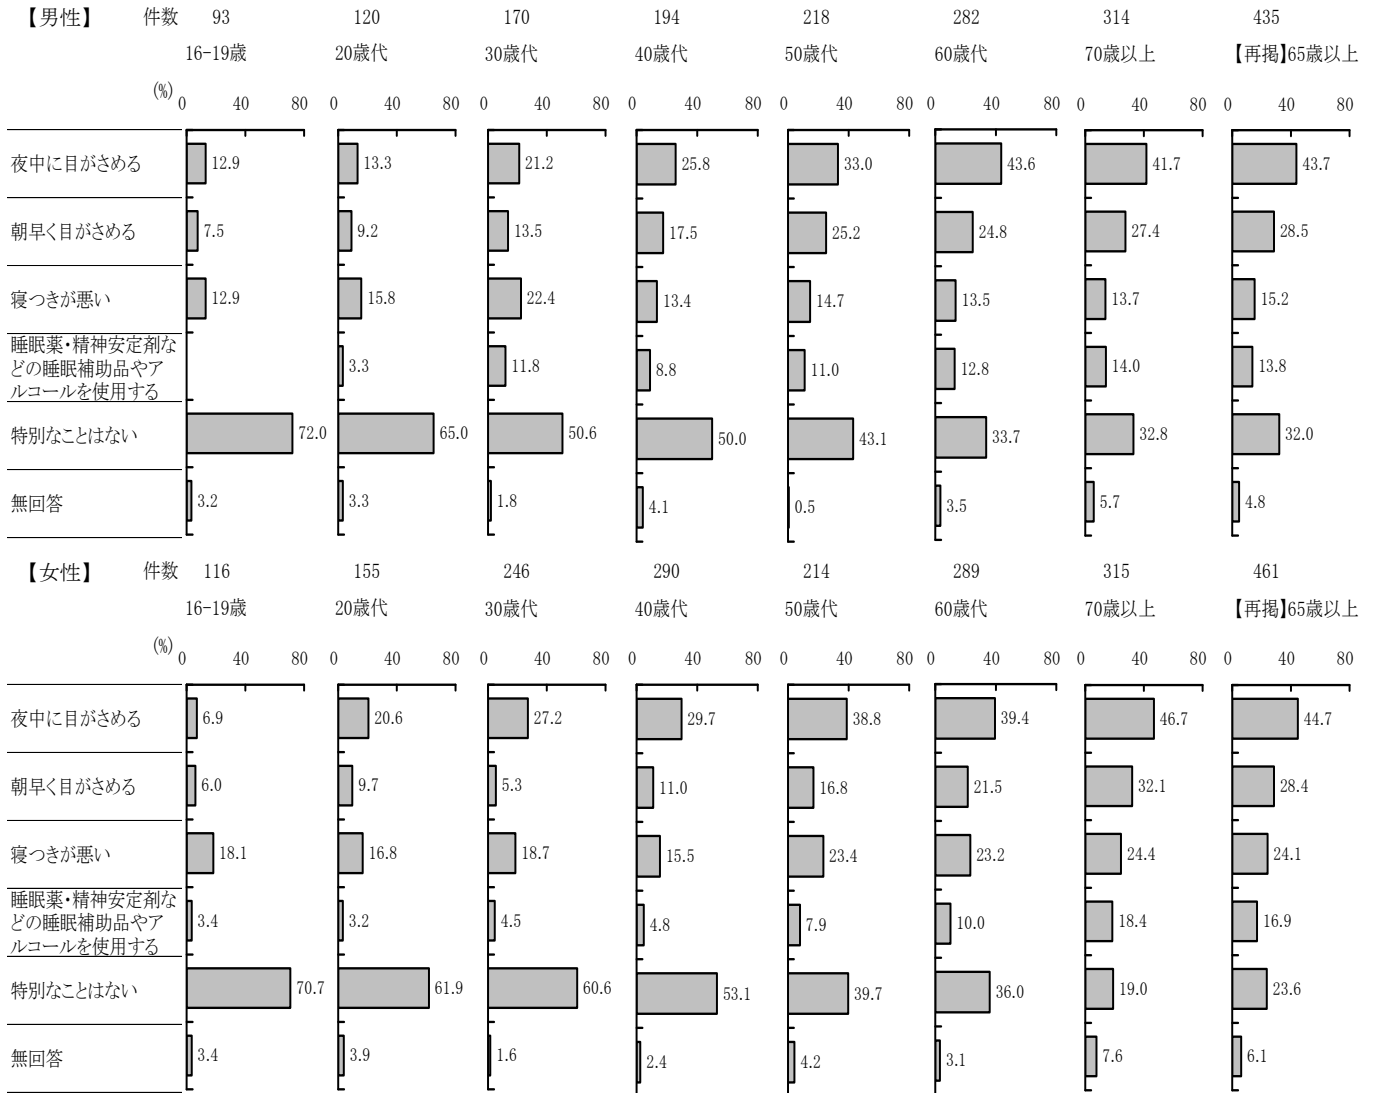 【男性】 件数 93 120 170 194 218 282 314 435
16-19歳 20歳代 30歳代 40歳代 50歳代 60歳代 70歳以上 【再掲】65歳以上
(%)
0 40 80 0 40 80 0 40 80 0 40 80 0 40 80 0 40 80 0 40 80 0 40 80
夜中に目がさめる 12.9 13.3 21.2 25.8 33.0 43.6 41.7 43.7
朝早く目がさめる 7.5 9.2 13.5 17.5 25.2 24.8 27.4 28.5
寝つきが悪い 12.9 15.8 22.4 13.4 14.7 13.5 13.7 15.2
睡眠薬・精神安定剤な
どの睡眠補助品やア 3.3 11.8 8.8 11.0 12.8 14.0 13.8
ルコールを使用する
特別なことはない 72.0 65.0 50.6 50.0 43.1 33.7 32.8 32.0
無回答 3.2 3.3 1.8 4.1 0.5 3.5 5.7 4.8
【女性】 件数 116 155 246 290 214 289 315 461
16-19歳 20歳代 30歳代 40歳代 50歳代 60歳代 70歳以上 【再掲】65歳以上
(%)
0 40 80 0 40 80 0 40 80 0 40 80 0 40 80 0 40 80 0 40 80 0 40 80
夜中に目がさめる 6.9 20.6 27.2 29.7 38.8 39.4 46.7 44.7
朝早く目がさめる 6.0 9.7 5.3 11.0 16.8 21.5 32.1 28.4
寝つきが悪い 18.1 16.8 18.7 15.5 23.4 23.2 24.4 24.1
睡眠薬・精神安定剤な
どの睡眠補助品やア 3.4 3.2 4.5 4.8 7.9 10.0 18.4 16.9
ルコールを使用する
特別なことはない 70.7 61.9 60.6 53.1 39.7 36.0 19.0 23.6
無回答 3.4 3.9 1.6 2.4 4.2 3.1 7.6 6.1